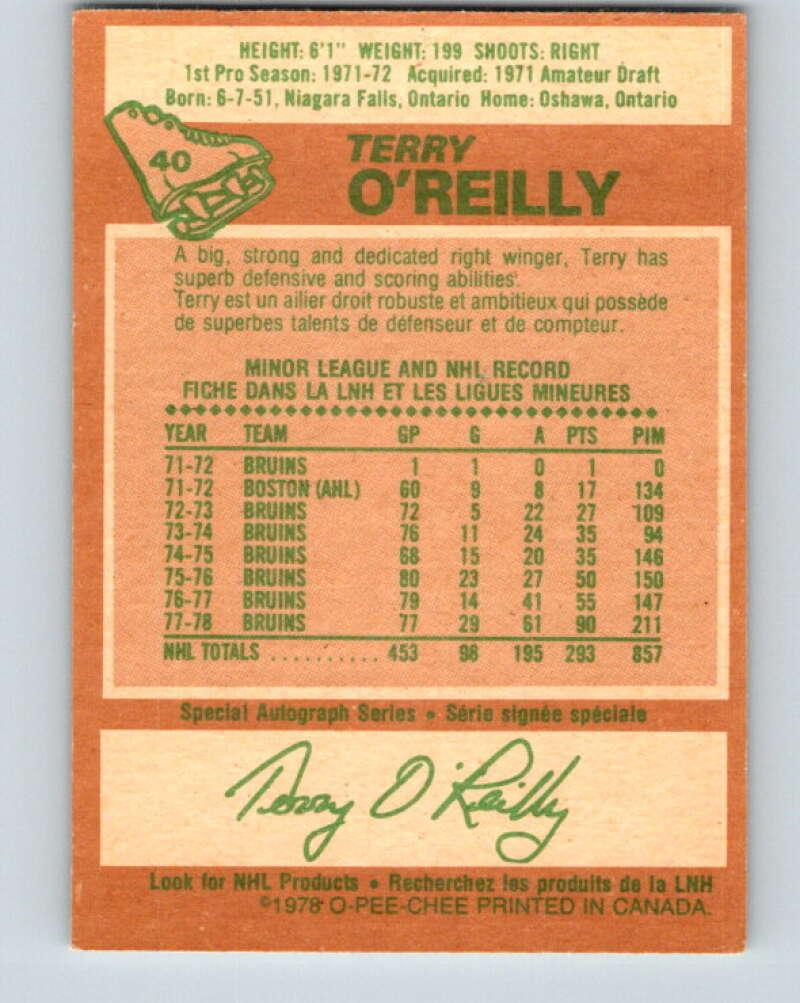 HEIGHT: 6'1" WEIGHT: 199 SHOOTS: RIGHT
1st Pro Season: 1971-72 Acquired: 1971 Amateur Draft
Born: 6-7-51, Niagara Falls, Ontario Home: Oshawa, Ontario
40
TERRY
O'REILLY
A big, strong and dedicated right winger, Terry has
superb defensive and scoring abilities.
Terry est un ailier droit robuste et ambitieux qui possède
de superbes talents de défenseur et de compteur.
MINOR LEAGUE AND NHL RECORD
FICHE DANS LA LNH ET LES LIGUES MINEURES
YEAR TEAM GP G A PTS PIM
71-72 BRUINS 1 1 0 1 0
71-72 BOSTON (AHL) 60 9 8 17 134
72-73 BRUINS 72 5 22 27 109
73-74 BRUINS 76 11 24 35 94
74-75 BRUINS 68 15 20 35 146
75-76 BRUINS 80 23 27 50 150
76-77 BRUINS 79 14 41 55 147
77-78 BRUINS 77 29 61 90 211
NHL TOTALS .......... 453 98 195 293 857
Special Autograph Series • Série signée spéciale
Terry O'Reilly
Look for NHL Products • Recherchez les produits de la LNH
©1978 O-PEE-CHEE PRINTED IN CANADA.